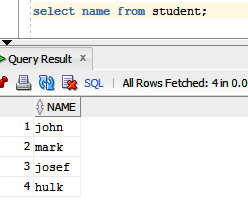 select name from student;
Query Result x
SQL | All Rows Fetched: 4 in 0.0
NAME
1 john
2 mark
3 josef
4 hulk